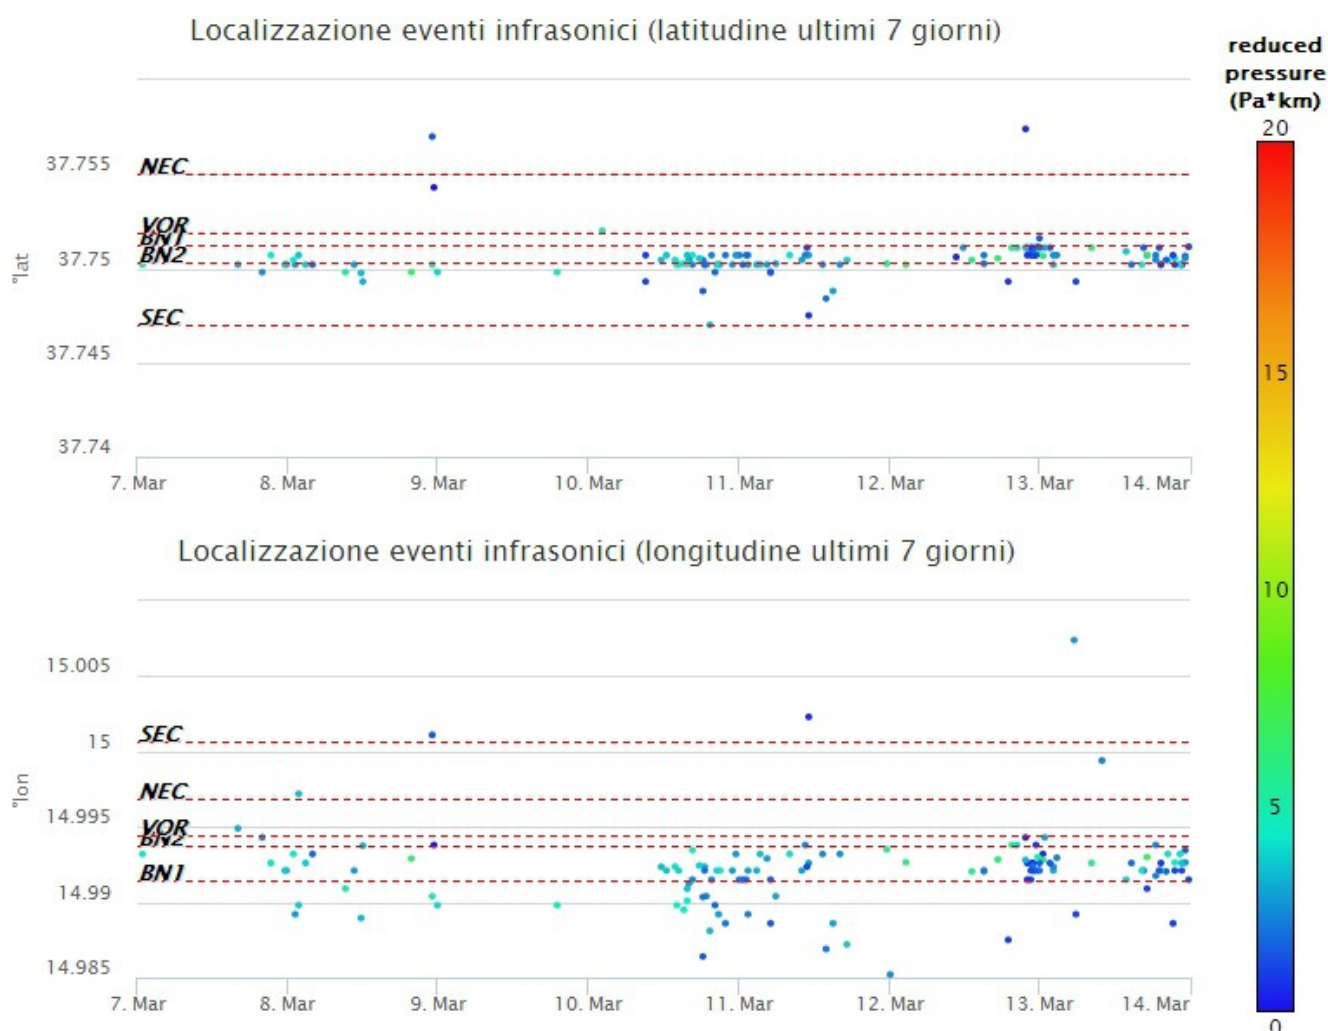 Localizzazione eventi infrasonici (latitudine ultimi 7 giorni)
reduced
pressure
(Pa*km)
20
15
10
5
0
°lat
37.755
37.75
37.745
37.74
NEC
VOR
BN1
BN2
SEC
7. Mar 8. Mar 9. Mar 10. Mar 11. Mar 12. Mar 13. Mar 14. Mar
Localizzazione eventi infrasonici (longitudine ultimi 7 giorni)
°lon
15.005
15
14.995
14.99
14.985
SEC
NEC
VOR
BN2
BN1
7. Mar 8. Mar 9. Mar 10. Mar 11. Mar 12. Mar 13. Mar 14. Mar